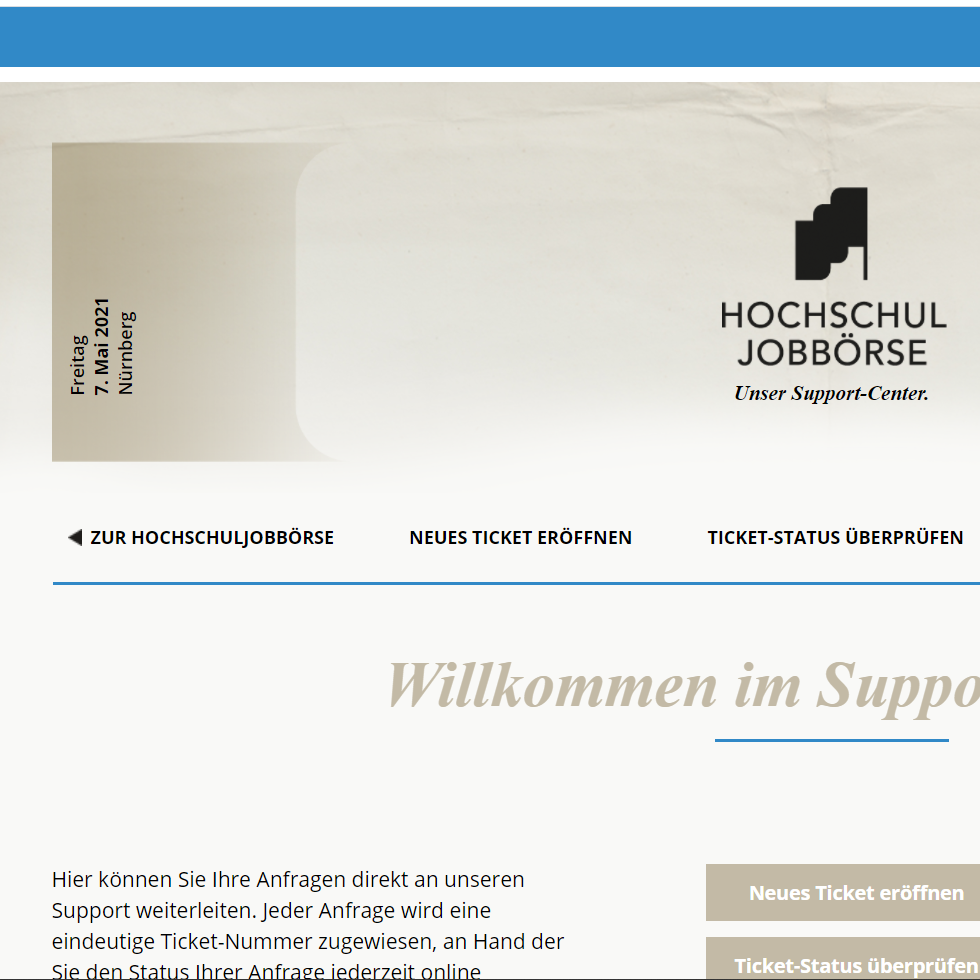 Freitag
7. Mai 2021
Nürnberg
HOCHSCHUL
JOBBÖRSE
Unser Support-Center.
ZUR HOCHSCHULJOBBÖRSE
NEUES TICKET ERÖFFNEN
TICKET-STATUS ÜBERPRÜFEN
Willkommen im Suppo
Hier können Sie Ihre Anfragen direkt an unseren
Support weiterleiten. Jeder Anfrage wird eine
eindeutige Ticket-Nummer zugewiesen, an Hand der
Sie den Status Ihrer Anfrage jederzeit online
Neues Ticket eröffnen
Ticket-Status überprüfen